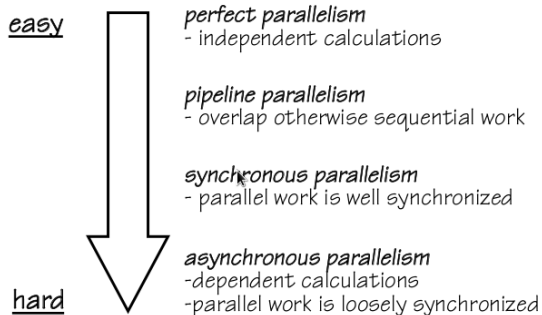 easy
perfect parallelism
- independent calculations
pipeline parallelism
- overlap otherwise sequential work
synchronous parallelism
- parallel work is well synchronized
asynchronous parallelism
-dependent calculations
hard
-parallel work is loosely synchronized